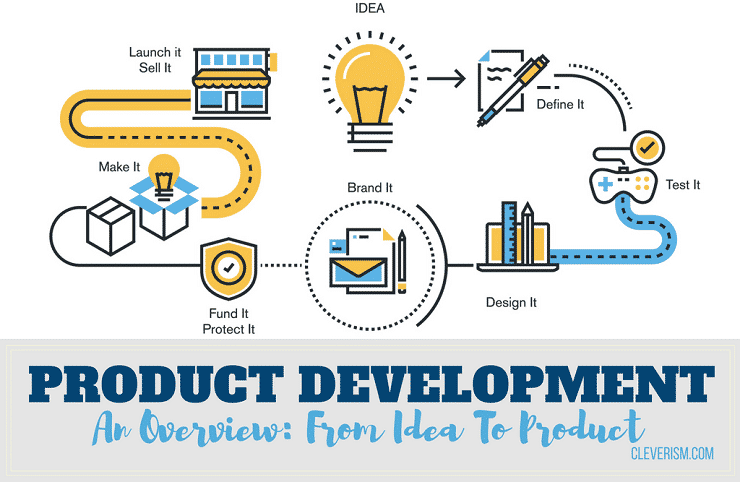 IDEA
Define It
Test It
Design It
Brand It
Fund It
Protect It
Make It
Launch it
Sell It
PRODUCT DEVELOPMENT
An Overview: From Idea To Product
CLEVERISM.COM